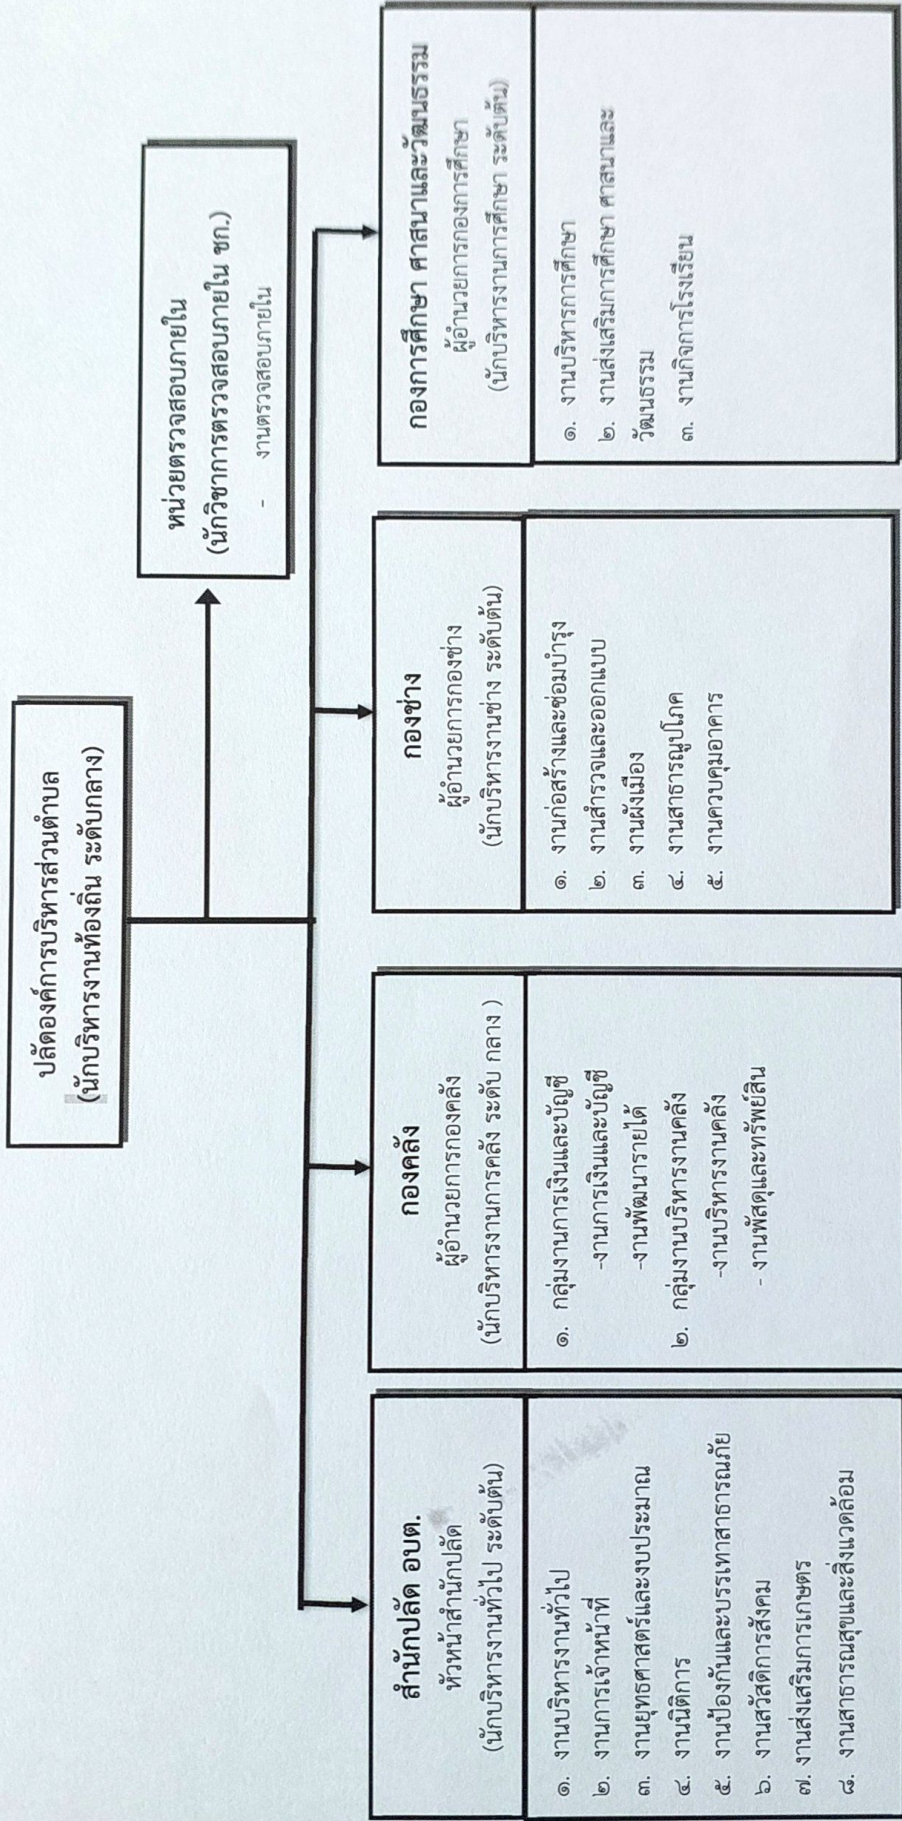 ปลัดองค์การบริหารส่วนตำบล
(นักบริหารงานท้องถิ่น ระดับกลาง)
หน่วยตรวจสอบภายใน
(นักวิชาการตรวจสอบภายใน ชก.)
- งานตรวจสอบภายใน
สำนักปลัด อบต.
หัวหน้าสำนักปลัด
(นักบริหารงานทั่วไป ระดับต้น)
๑. งานบริหารงานทั่วไป
๒. งานการเจ้าหน้าที่
๓. งานยุทธศาสตร์และงบประมาณ
๔. งานนิติการ
๕. งานป้องกันและบรรเทาสาธารณภัย
๖. งานสวัสดิการสังคม
๗. งานส่งเสริมการเกษตร
๘. งานสาธารณสุขและสิ่งแวดล้อม
กองคลัง
ผู้อำนวยการกองคลัง
(นักบริหารงานการคลัง ระดับ กลาง )
๑. กลุ่มงานการเงินและบัญชี
-งานการเงินและบัญชี
-งานพัฒนารายได้
๒. กลุ่มงานบริหารงานคลัง
-งานบริหารงานคลัง
- งานพัสดุและทรัพย์สิน
กองช่าง
ผู้อำนวยการกองช่าง
(นักบริหารงานช่าง ระดับต้น)
๑. งานก่อสร้างและซ่อมบำรุง
๒. งานสำรวจและออกแบบ
๓. งานผังเมือง
๔. งานสาธารณูปโภค
๕. งานควบคุมอาคาร
กองการศึกษา ศาสนาและวัฒนธรรม
ผู้อำนวยการกองการศึกษา
(นักบริหารงานการศึกษา ระดับต้น)
๑. งานบริหารการศึกษา
๒. งานส่งเสริมการศึกษา ศาสนาและ
วัฒนธรรม
๓. งานกิจการโรงเรียน